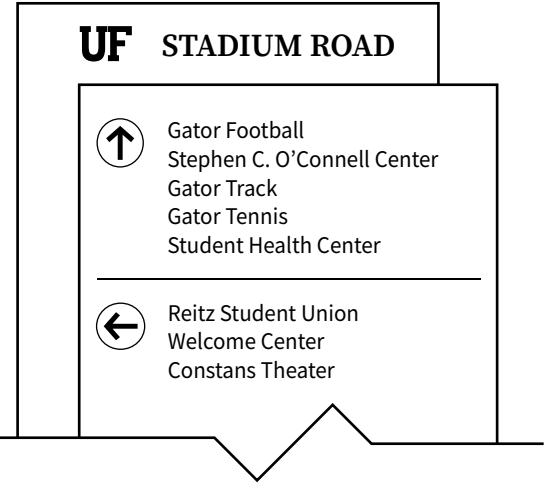 UF STADIUM ROAD
Gator Football
Stephen C. O’Connell Center
Gator Track
Gator Tennis
Student Health Center
Reitz Student Union
Welcome Center
Constans Theater